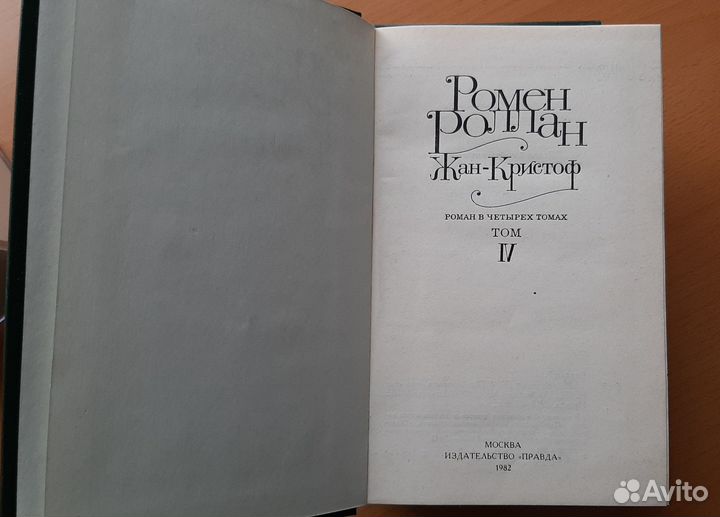 Ромен
Роллан
Жан-Кристоф
РОМАН В ЧЕТЫРЕХ ТОМАХ
ТОМ
IV
МОСКВА
ИЗДАТЕЛЬСТВО «ПРАВДА»
1982
Avito